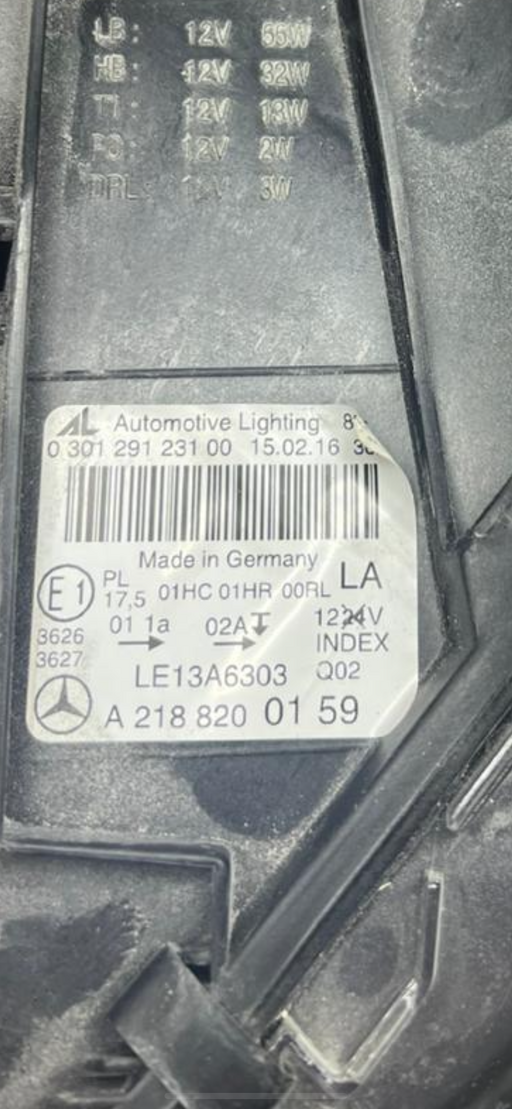 LB: 12V 55W
HB: 12V 32W
TI: 12V 13W
PO: 12V 2W
DRL: 12V 3W
AL Automotive Lighting
0 301 291 231 00 15.02.16
Made in Germany
E1 PL 17,5 01HC 01HR 00RL LA
3626 01 1a 02A 1224V
3627 INDEX
LE13A6303 Q02
A 218 820 01 59